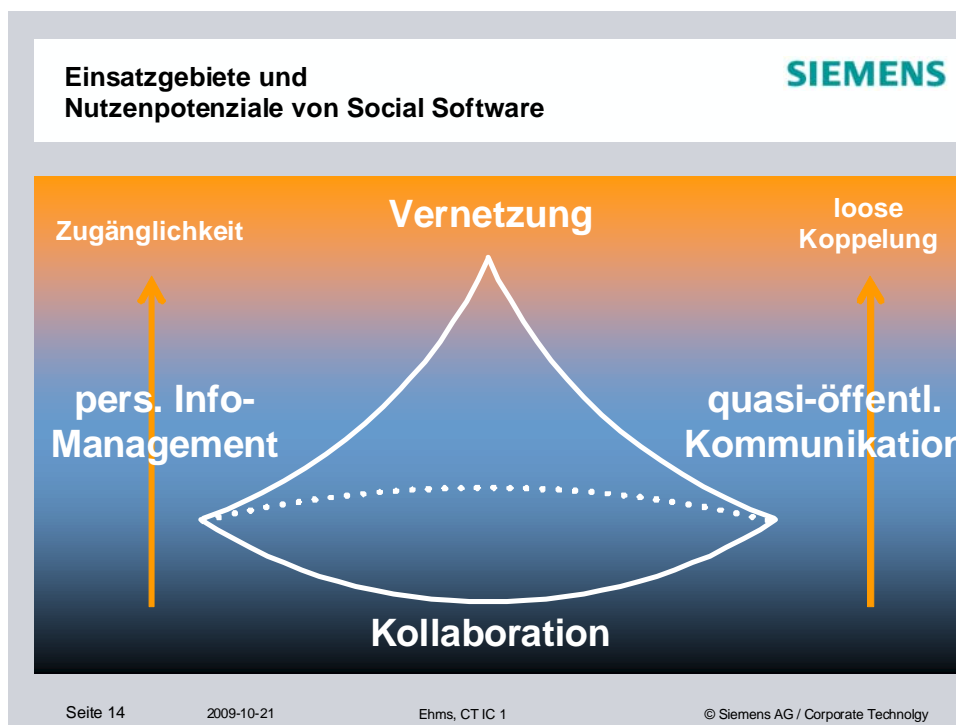 Einsatzgebiete und
Nutzenpotenziale von Social Software
SIEMENS
Vernetzung
Zugänglichkeit
loose
Koppelung
pers. Info-
Management
quasi-öffentl.
Kommunikation
Kollaboration
Seite 14
2009-10-21
Ehms, CT IC 1
© Siemens AG / Corporate Technolgy